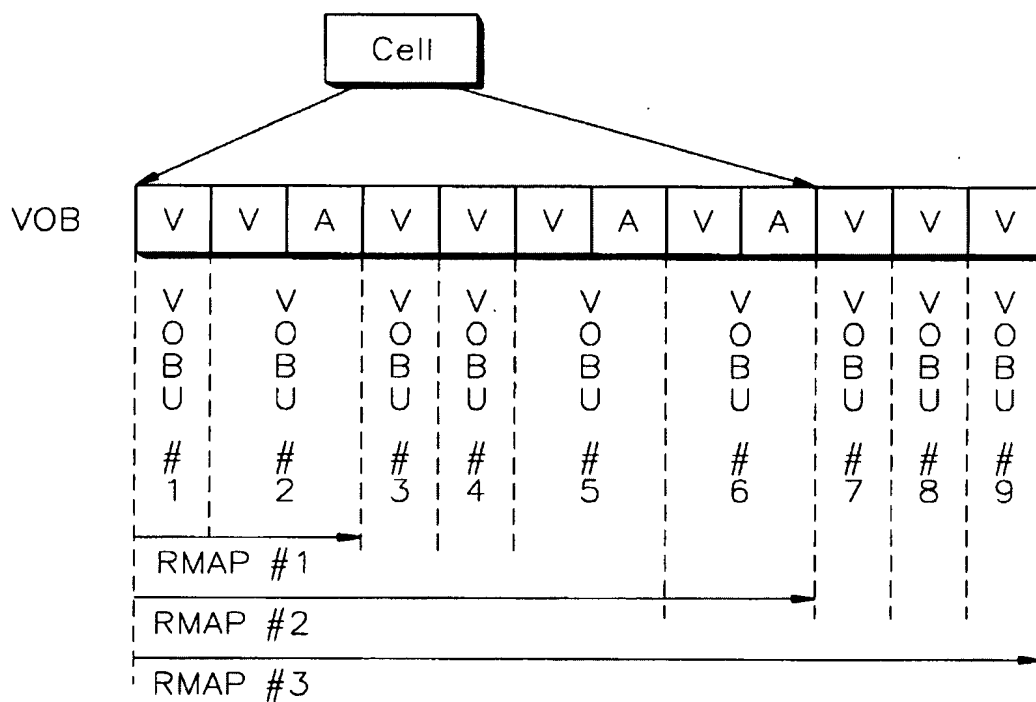 Cell
VOB V V A V V V A V A V V V
VOBU #1 VOBU #2 VOBU #3 VOBU #4 VOBU #5 VOBU #6 VOBU #7 VOBU #8 VOBU #9
RMAP #1
RMAP #2
RMAP #3